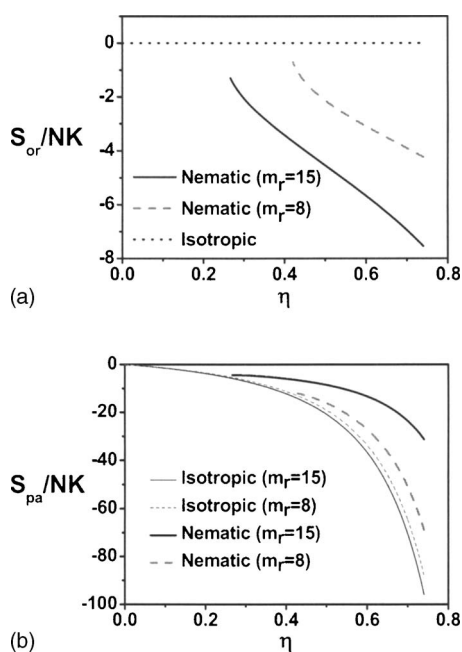 0
-2
S_or/NK
-4
-6
-8
Nematic (m_r=15)
Nematic (m_r=8)
Isotropic
0.0 0.2 0.4 0.6 0.8
(a)
η
0
-20
-40
S_pa/NK
-60
-80
-100
Isotropic (m_r=15)
Isotropic (m_r=8)
Nematic (m_r=15)
Nematic (m_r=8)
0.0 0.2 0.4 0.6 0.8
(b)
η